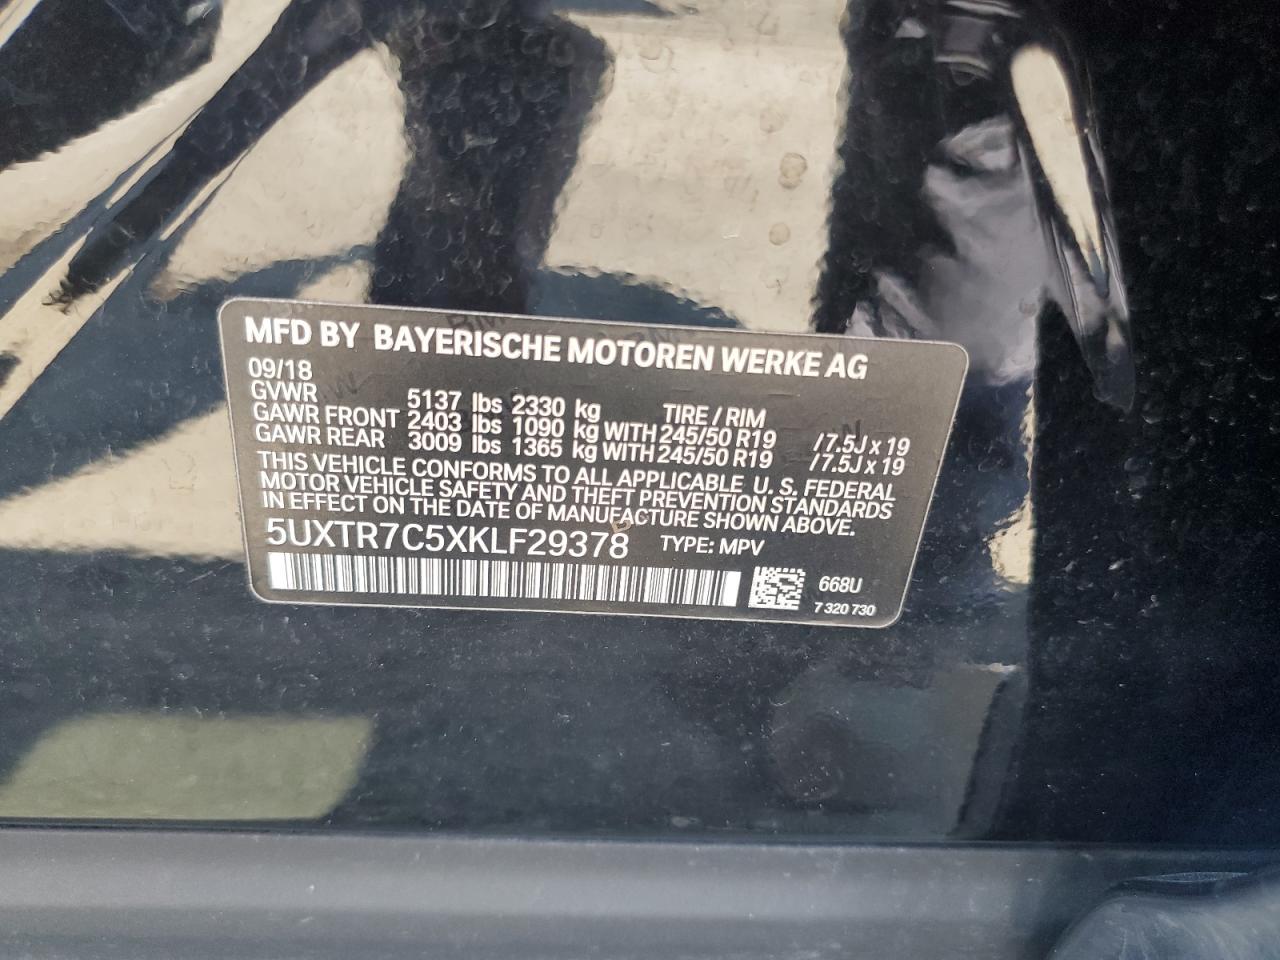 MFD BY BAYERISCHE MOTOREN WERKE AG
09/18
GVWR 5137 lbs 2330 kg TIRE / RIM
GAWR FRONT 2403 lbs 1090 kg WITH 245/50 R19 /7.5J x 19
GAWR REAR 3009 lbs 1365 kg WITH 245/50 R19 /7.5J x 19
THIS VEHICLE CONFORMS TO ALL APPLICABLE U. S. FEDERAL
MOTOR VEHICLE SAFETY AND THEFT PREVENTION STANDARDS
IN EFFECT ON THE DATE OF MANUFACTURE SHOWN ABOVE.
5UXTR7C5XKLF29378 TYPE: MPV
668U
7 320 730